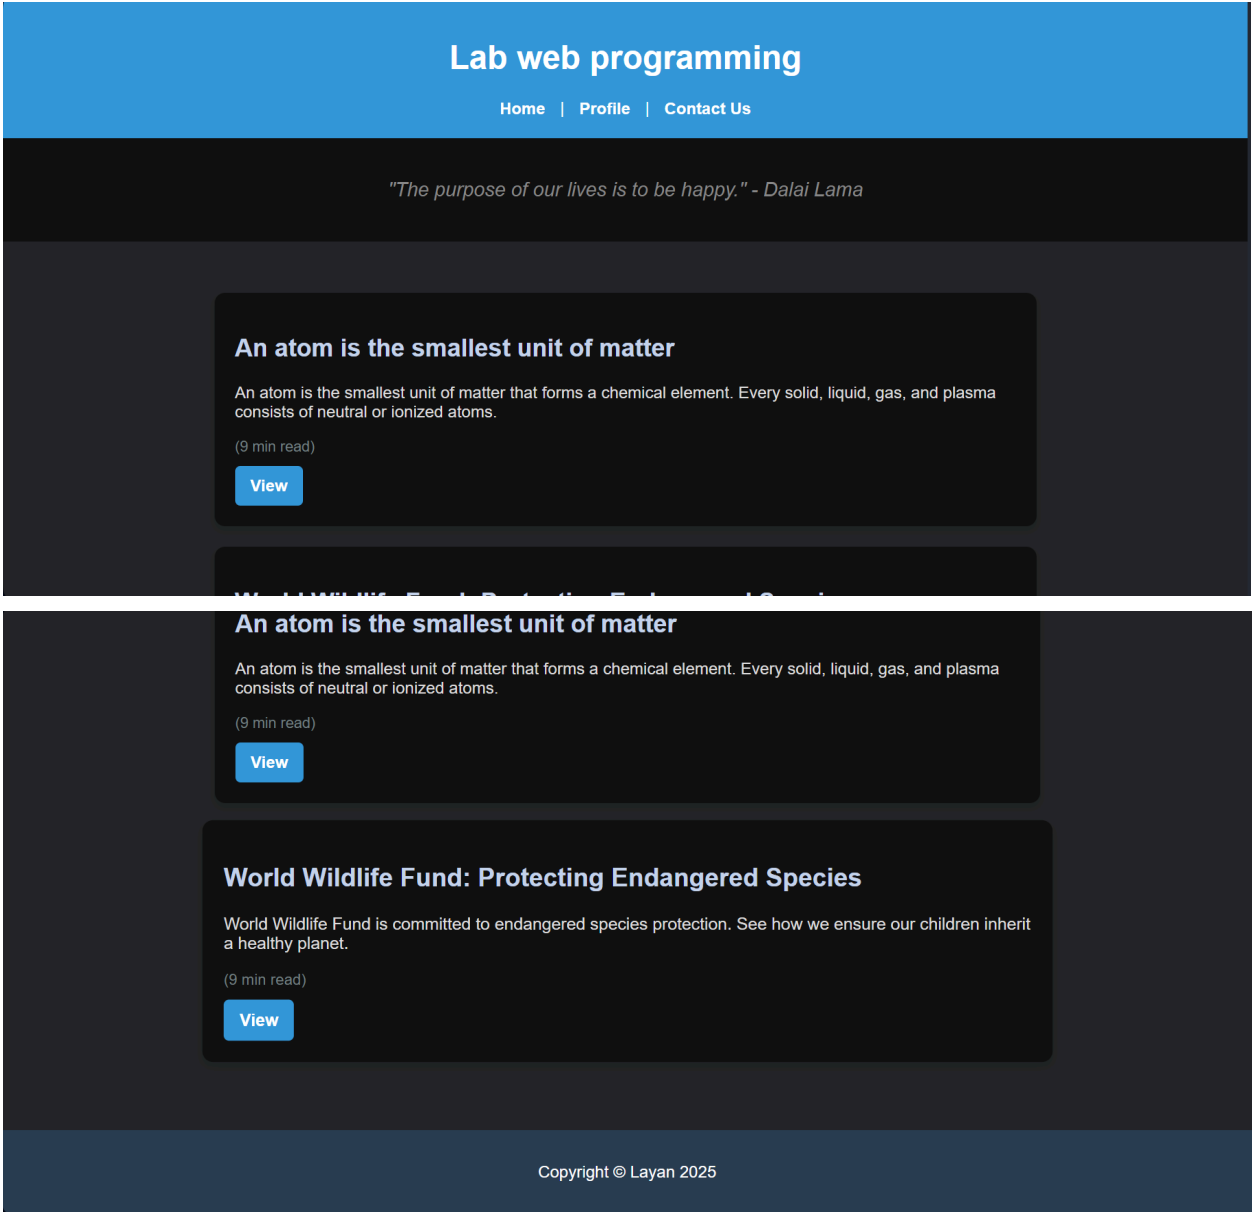 Lab web programming
Home | Profile | Contact Us
"The purpose of our lives is to be happy." - Dalai Lama
An atom is the smallest unit of matter
An atom is the smallest unit of matter that forms a chemical element. Every solid, liquid, gas, and plasma
consists of neutral or ionized atoms.
(9 min read)
View
World Wildlife Fund: Protecting Endangered Species
An atom is the smallest unit of matter
An atom is the smallest unit of matter that forms a chemical element. Every solid, liquid, gas, and plasma
consists of neutral or ionized atoms.
(9 min read)
View
World Wildlife Fund: Protecting Endangered Species
World Wildlife Fund is committed to endangered species protection. See how we ensure our children inherit
a healthy planet.
(9 min read)
View
Copyright © Layan 2025